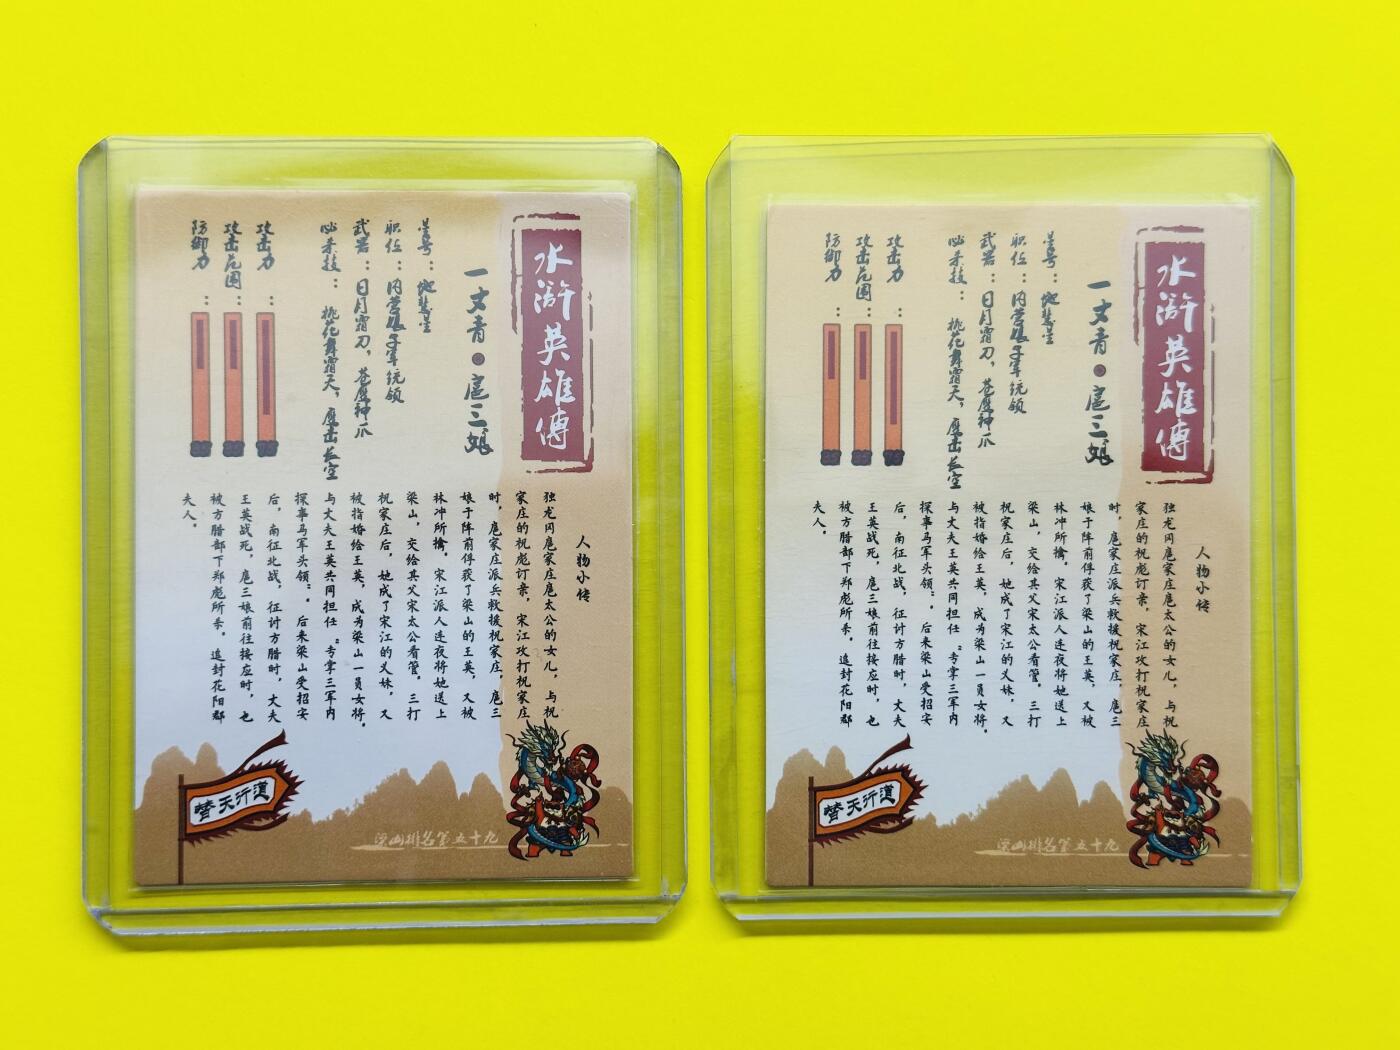 水滸英雄傳
一丈青•扈三娘
星号：地慧星
职位：内营娘子军统领
武器：日月霜刀，苍鹰神爪
必杀技：桃花舞霜天，鹰击长空
攻击力：
攻击范围：
防御力：
人物小传
独龙冈扈家庄扈太公的女儿，与祝
家庄的祝彪订亲，宋江攻打祝家庄
时，扈家庄派兵救援祝家庄，扈三
娘于阵前俘获了梁山的王英，又被
林冲所擒。宋江派人连夜将她送上
梁山，交给其父宋太公看管。三打
祝家庄后，她成了宋江的义妹，又
被指婚给王英，成为梁山一员女将。
与丈夫王英共同担任“专掌三军内
探事马军头领”。后来梁山受招安
后，南征北战，征讨方腊时，丈夫
王英战死，扈三娘前往接应时，也
被方腊部下郑彪所杀。追封花阳郡
夫人。
替天行道
梁山排名第五十九
水滸英雄傳
一丈青•扈三娘
星号：地慧星
职位：内营娘子军统领
武器：日月霜刀，苍鹰神爪
必杀技：桃花舞霜天，鹰击长空
攻击力：
攻击范围：
防御力：
人物小传
独龙冈扈家庄扈太公的女儿，与祝
家庄的祝彪订亲，宋江攻打祝家庄
时，扈家庄派兵救援祝家庄，扈三
娘于阵前俘获了梁山的王英，又被
林冲所擒。宋江派人连夜将她送上
梁山，交给其父宋太公看管。三打
祝家庄后，她成了宋江的义妹，又
被指婚给王英，成为梁山一员女将。
与丈夫王英共同担任“专掌三军内
探事马军头领”。后来梁山受招安
后，南征北战，征讨方腊时，丈夫
王英战死，扈三娘前往接应时，也
被方腊部下郑彪所杀。追封花阳郡
夫人。
替天行道
梁山排名第五十九